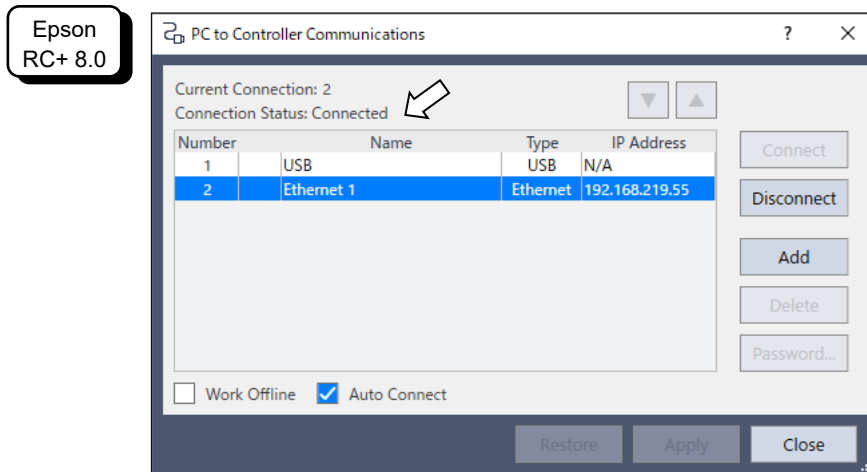 Epson
RC+ 8.0
PC to Controller Communications
?
Current Connection: 2
Connection Status: Connected
Number Name Type IP Address
1 USB USB N/A
2 Ethernet 1 Ethernet 192.168.219.55
Connect
Disconnect
Add
Delete
Password...
Work Offline Auto Connect
Restore Apply Close